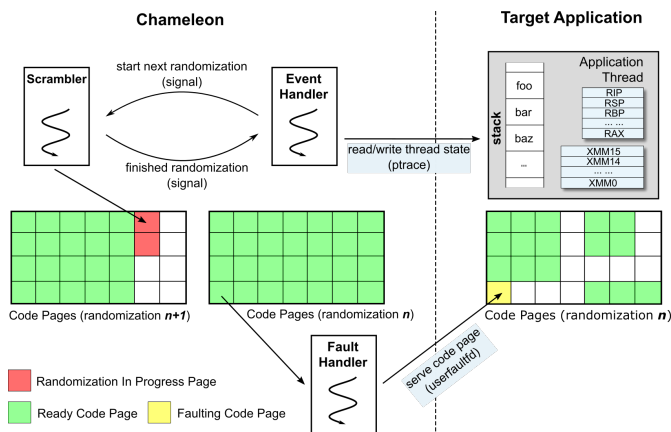 Chameleon
Target Application
Scrambler
start next randomization
(signal)
Event
Handler
finished randomization
(signal)
read/write thread state
(ptrace)
stack
foo
bar
baz
...
Application
Thread
RIP
RSP
RBP
... ...
RAX
XMM15
XMM14
... ...
XMM0
Code Pages (randomization n+1)
Code Pages (randomization n)
Code Pages (randomization n)
Fault
Handler
serve code page
(userfaultfd)
Randomization In Progress Page
Ready Code Page
Faulting Code Page